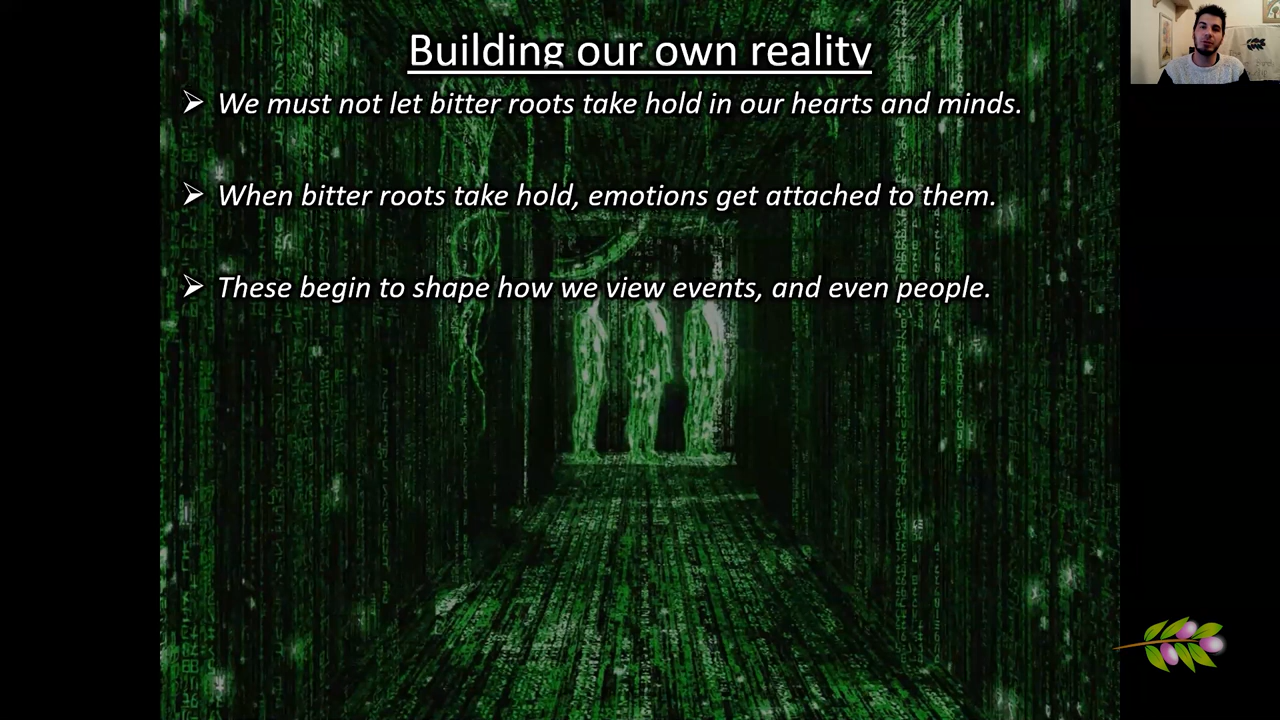 Building our own reality
We must not let bitter roots take hold in our hearts and minds.
When bitter roots take hold, emotions get attached to them.
These begin to shape how we view events, and even people.